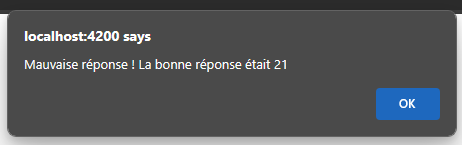 localhost:4200 says
Mauvaise réponse ! La bonne réponse était 21
OK